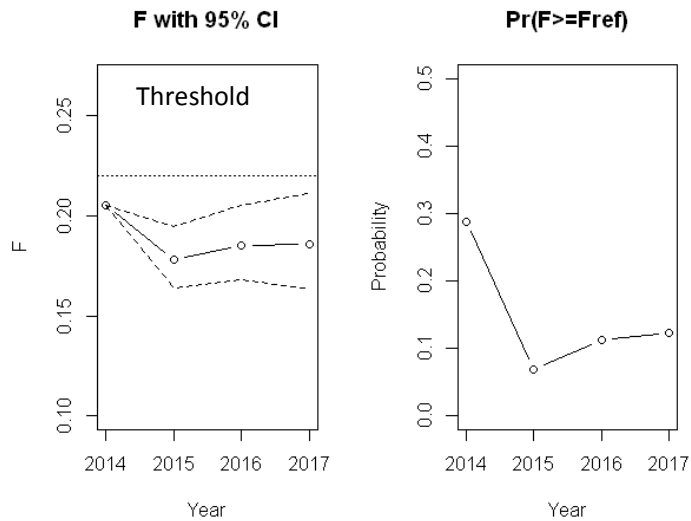 F with 95% CI
Threshold
0.25
0.20
0.15
0.10
F
2014 2015 2016 2017
Year
Pr(F>=Fref)
0.5
0.4
0.3
0.2
0.1
0.0
Probability
2014 2015 2016 2017
Year